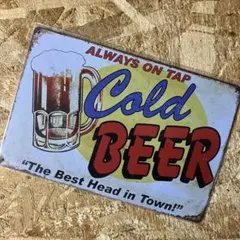 ALWAYS ON TAP
Cold
BEER
"The Best Head in Town!"